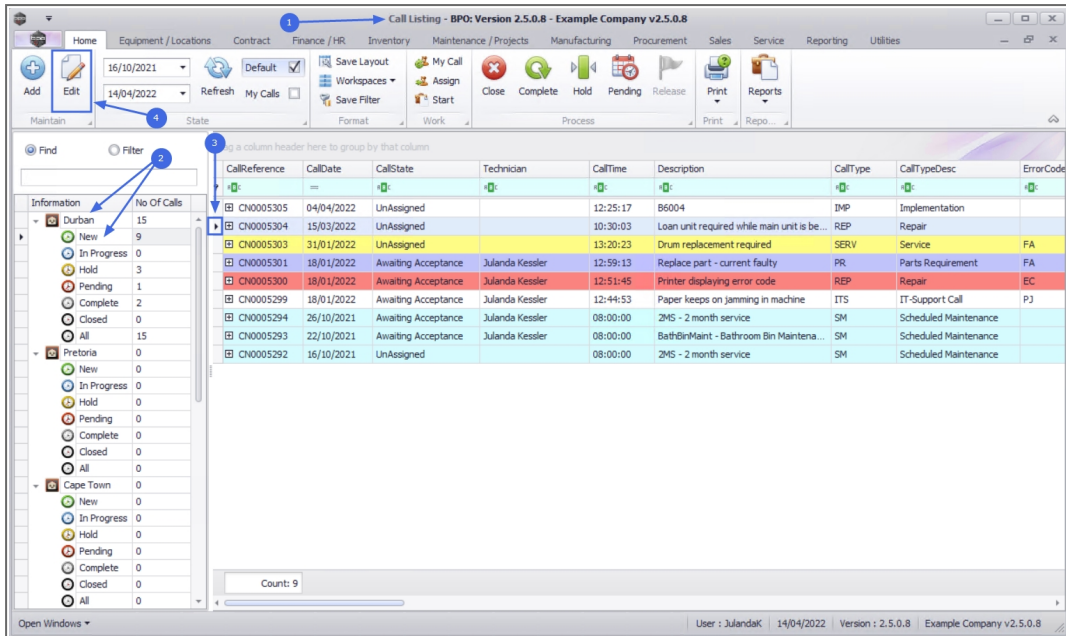 Call Listing - BPO: Version 2.5.0.8 - Example Company v2.5.0.8
1
Home Equipment / Locations Contract Finance / HR Inventory Maintenance / Projects Manufacturing Procurement Sales Service Reporting Utilities
Add Edit 16/10/2021 14/04/2022 Refresh Default My Calls Save Layout Workspaces Save Filter My Call Assign Start Close Complete Hold Pending Release Print Reports
Maintain State Format Work Process Print Repo...
4
Find Filter
2
3
a column header here to group by that column
Information No Of Calls
Durban 15
New 9
In Progress 0
Hold 3
Pending 1
Complete 2
Closed 0
All 15
Pretoria 0
New 0
In Progress 0
Hold 0
Pending 0
Complete 0
Closed 0
All 0
Cape Town 0
New 0
In Progress 0
Hold 0
Pending 0
Complete 0
Closed 0
All 0
CallReference CallDate CallState Technician CallTime Description CallType CallTypeDesc ErrorCode
=
CN0005305 04/04/2022 UnAssigned 12:25:17 B6004 IMP Implementation
CN0005304 15/03/2022 UnAssigned 10:30:03 Loan unit required while main unit is be... REP Repair
CN0005303 31/01/2022 UnAssigned 13:20:23 Drum replacement required SERV Service FA
CN0005301 18/01/2022 Awaiting Acceptance Julanda Kessler 12:59:13 Replace part - current faulty PR Parts Requirement FA
CN0005300 18/01/2022 Awaiting Acceptance Julanda Kessler 12:51:45 Printer displaying error code REP Repair EC
CN0005299 18/01/2022 Awaiting Acceptance Julanda Kessler 12:44:53 Paper keeps on jamming in machine ITS IT-Support Call PJ
CN0005294 26/10/2021 Awaiting Acceptance Julanda Kessler 08:00:00 2MS - 2 month service SM Scheduled Maintenance
CN0005293 22/10/2021 Awaiting Acceptance Julanda Kessler 08:00:00 BathBinMaint - Bathroom Bin Maintena... SM Scheduled Maintenance
CN0005292 16/10/2021 UnAssigned 08:00:00 2MS - 2 month service SM Scheduled Maintenance
Count: 9
Open Windows User : JulandaK 14/04/2022 Version : 2.5.0.8 Example Company v2.5.0.8